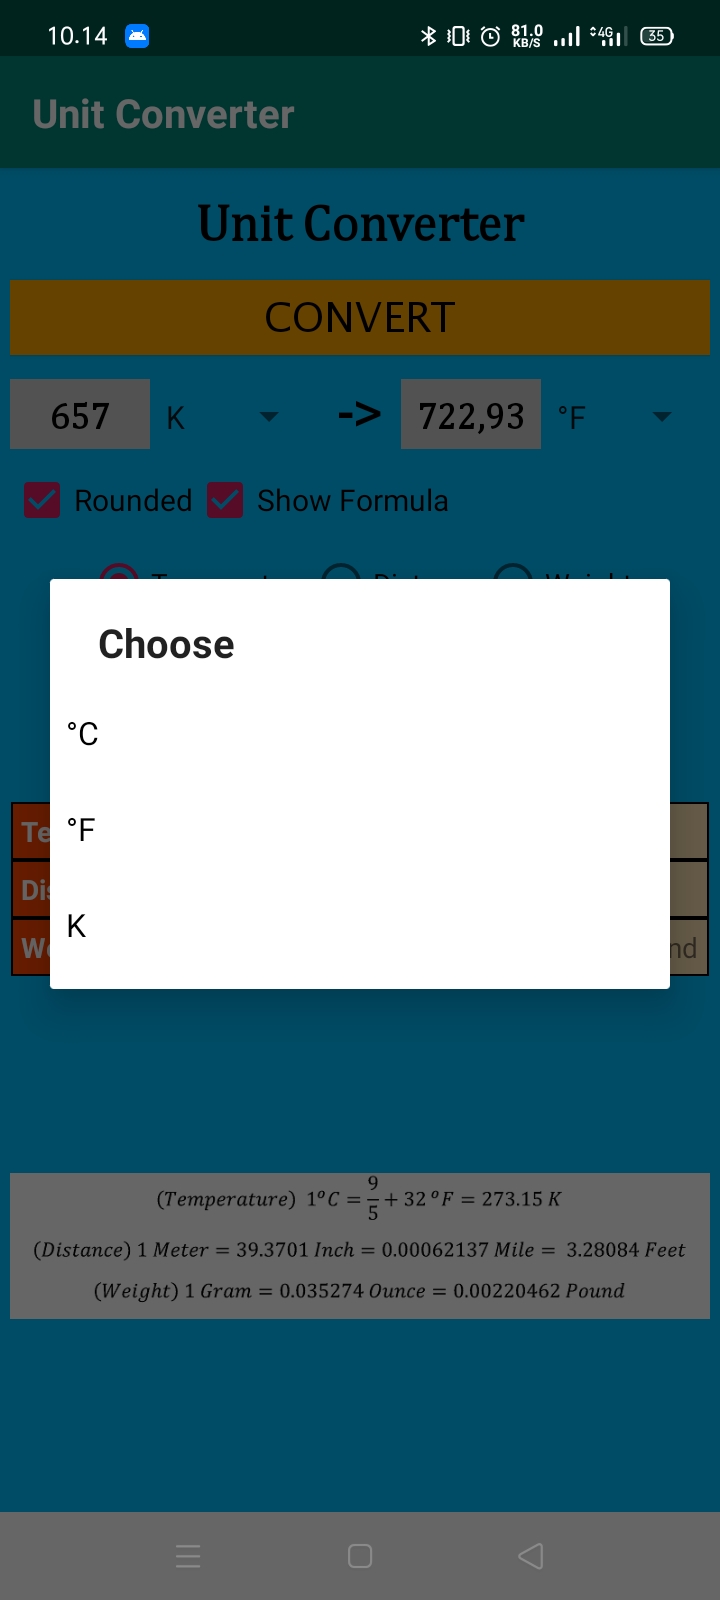 10.14 81.0 KB/S 4G 35
Unit Converter
Unit Converter
CONVERT
657 K -> 722,93 °F
Rounded Show Formula
Choose
°C
°F
K
Te
Dis
nd
(Temperature) 1°C = 9/5 + 32 °F = 273.15 K
(Distance) 1 Meter = 39.3701 Inch = 0.00062137 Mile = 3.28084 Feet
(Weight) 1 Gram = 0.035274 Ounce = 0.00220462 Pound